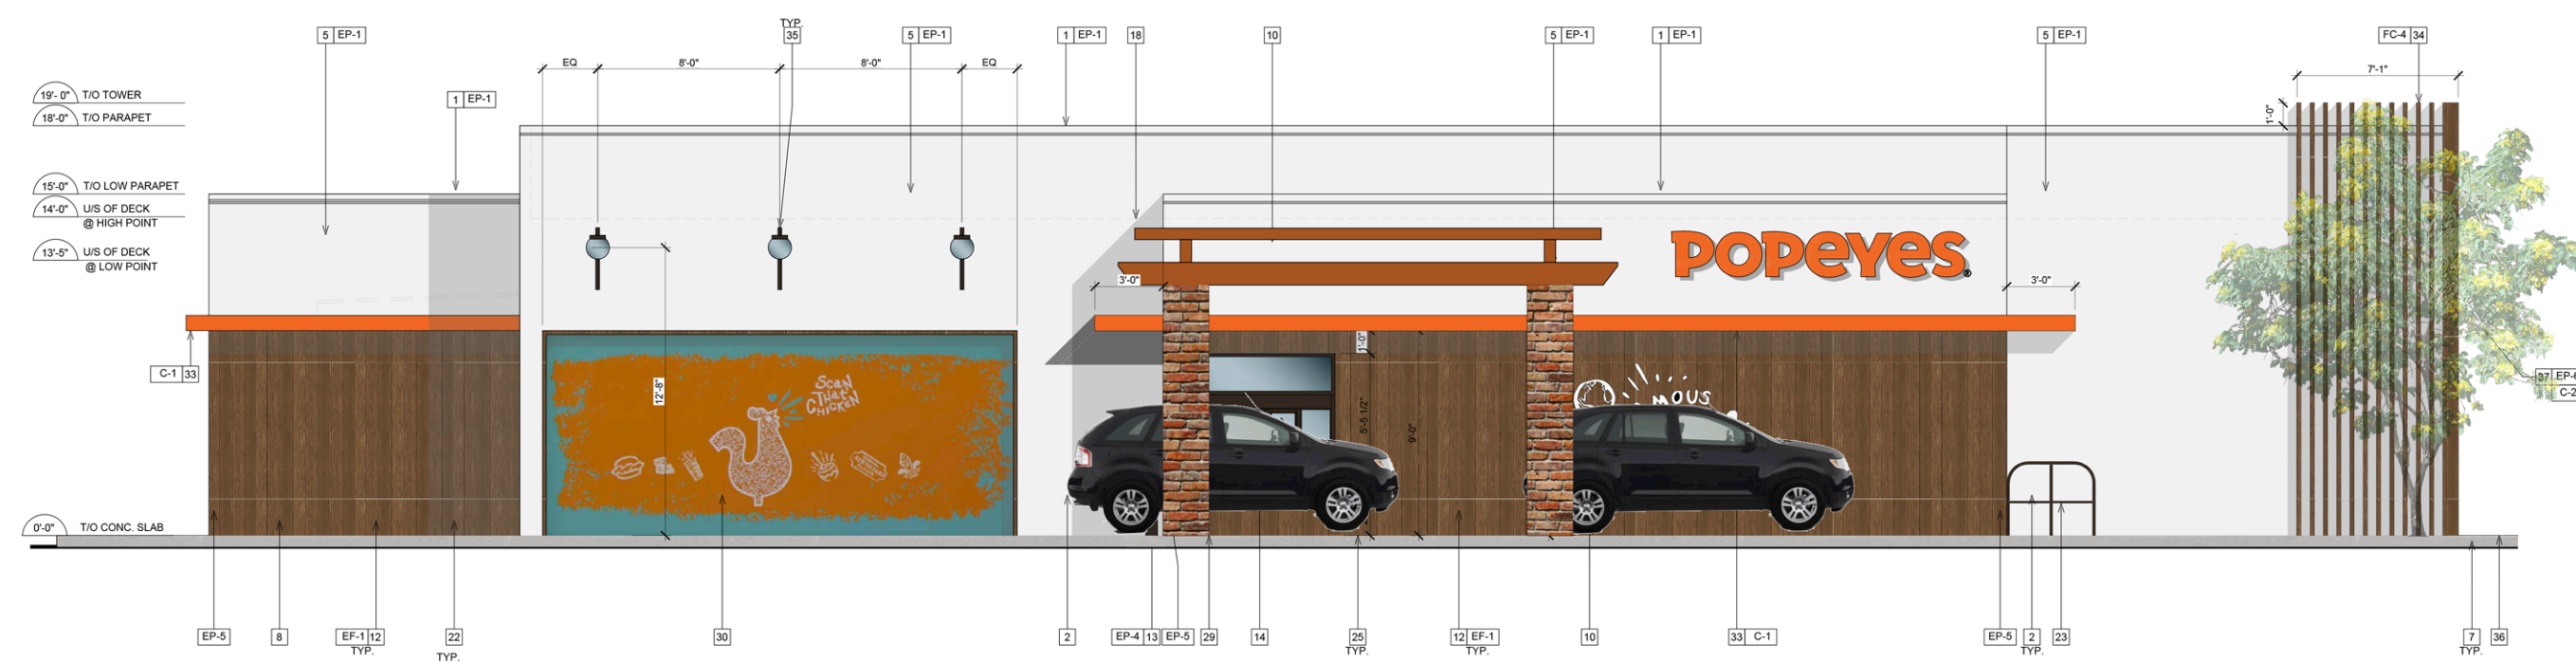 TYP.
5 EP-1
35
5 EP-1
1 EP-1
18
10
5 EP-1
1 EP-1
5 EP-1
FC-4 34
EQ
8'-0"
8'-0"
EQ
7'-1"
19'-0" T/O TOWER
1 EP-1
18'-0" T/O PARAPET
1'-0"
15'-0" T/O LOW PARAPET
14'-0" U/S OF DECK
@ HIGH POINT
13'-5" U/S OF DECK
@ LOW POINT
POPEYES®
3'-0"
3'-0"
1'-0"
C-1 33
12'-8"
SCAN
THAT
CHICKEN
MOUS
37 EP-6
C-2
5'-5 1/2"
9'-0"
0'-0" T/O CONC. SLAB
EP-5
8
EF-1 12
TYP.
22
TYP.
30
2
EP-4 13
EP-5
29
14
25
TYP.
12 EF-1
TYP.
10
33 C-1
EP-5
2
TYP.
23
7
TYP.
36